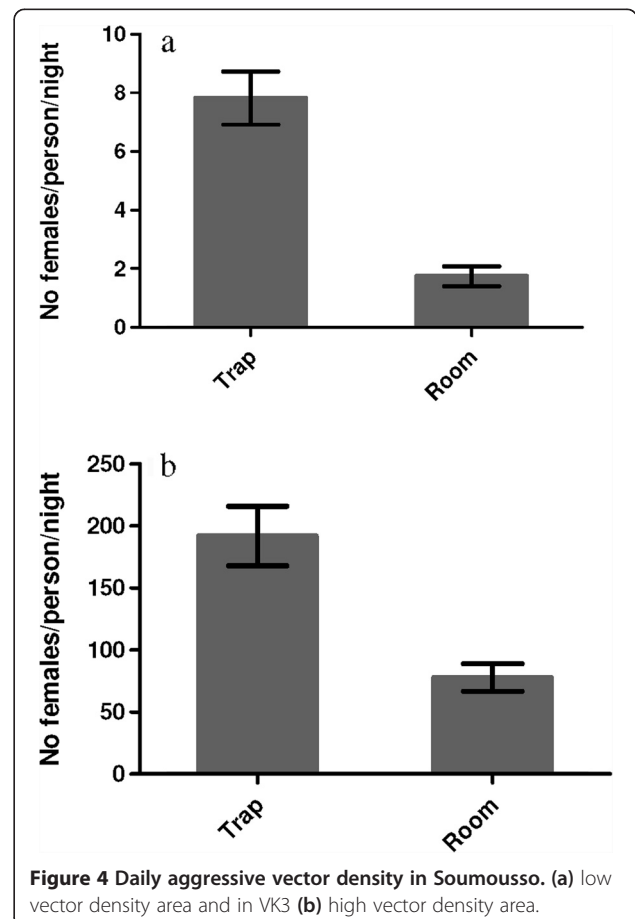 a
No females/person/night
10
8
6
4
2
0
Trap
Room
b
No females/person/night
250
200
150
100
50
0
Trap
Room
Figure 4 Daily aggressive vector density in Soumousso. (a) low
vector density area and in VK3 (b) high vector density area.